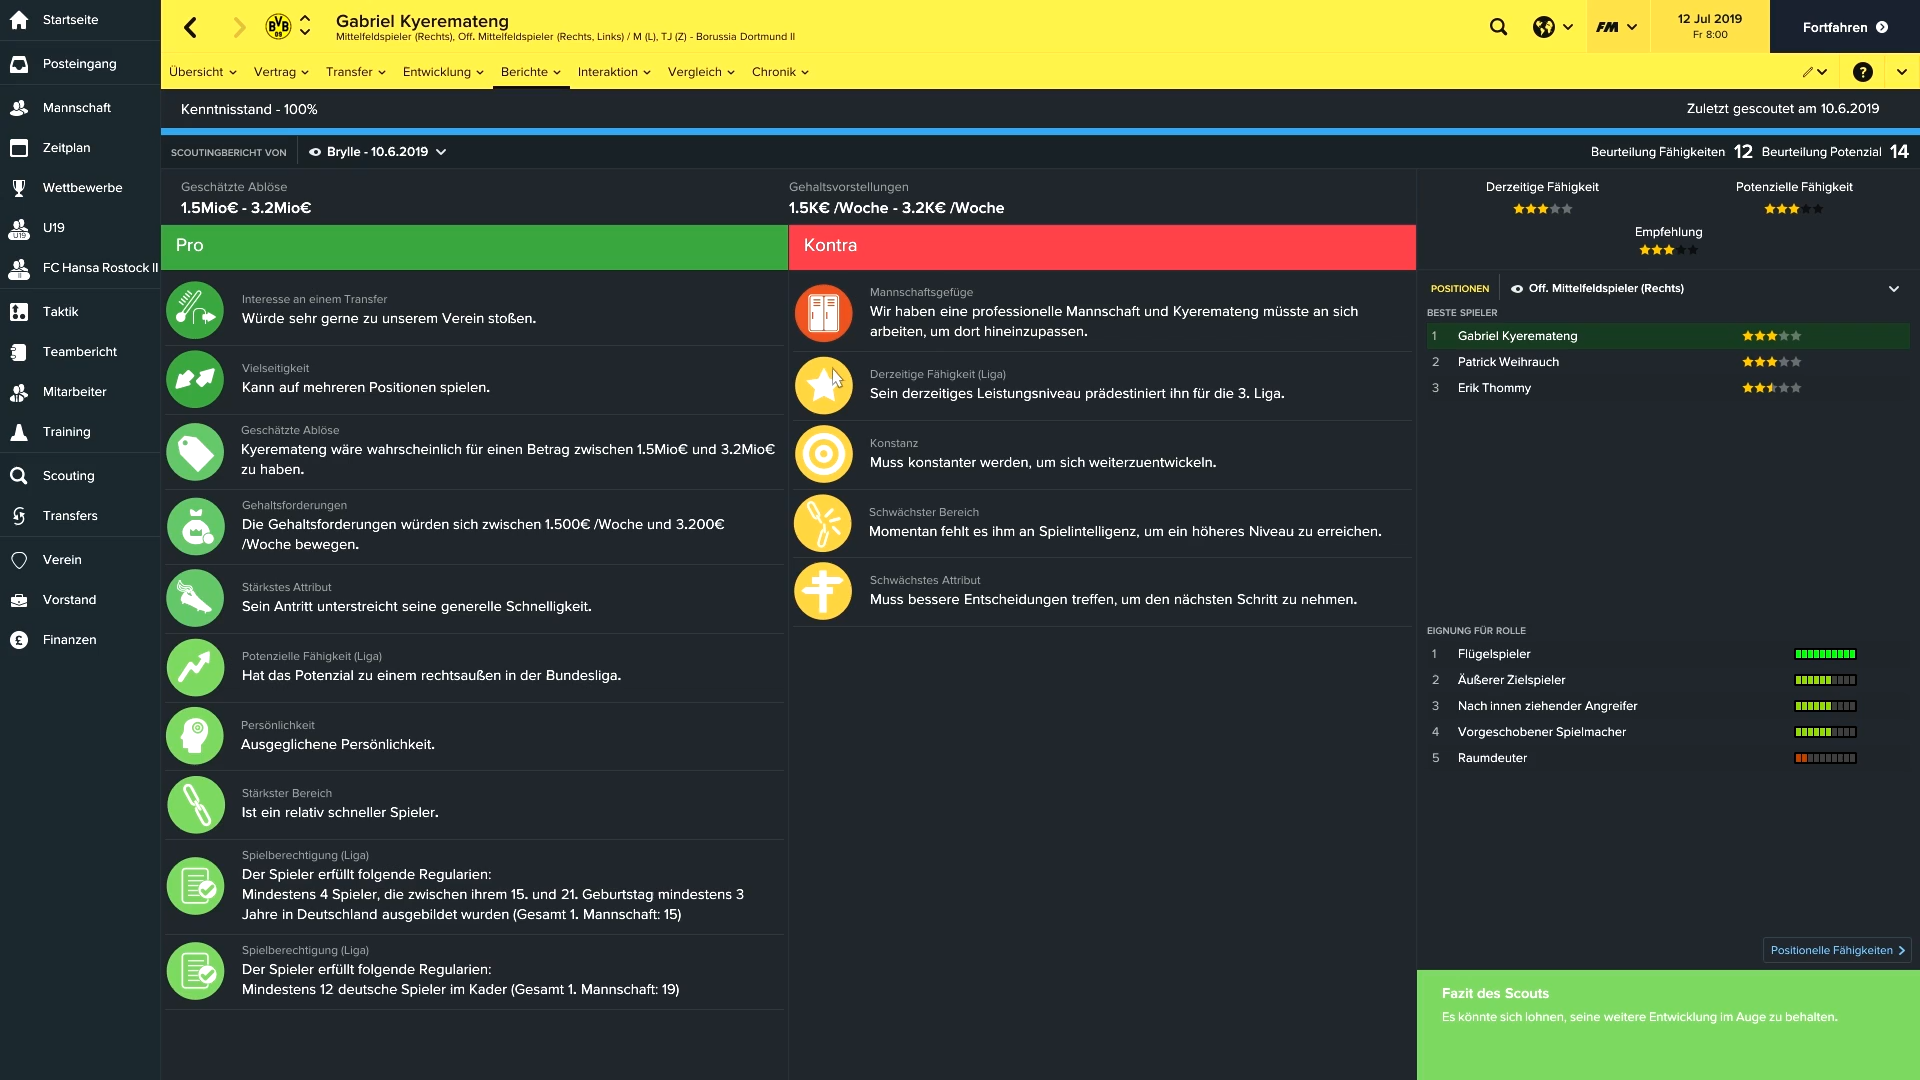 Startseite
Posteingang
Mannschaft
Zeitplan
Wettbewerbe
U19
FC Hansa Rostock II
Taktik
Teambericht
Mitarbeiter
Training
Scouting
Transfers
Verein
Vorstand
Finanzen
Gabriel Kyeremateng
Mittelfeldspieler (Rechts), Off. Mittelfeldspieler (Rechts, Links) / M (L), TJ (Z) - Borussia Dortmund II
BVB
09
FM
12 Jul 2019
Fr 8:00
Fortfahren
Übersicht
Vertrag
Transfer
Entwicklung
Berichte
Interaktion
Vergleich
Chronik
?
Kenntnisstand - 100%
Zuletzt gescoutet am 10.6.2019
SCOUTINGBERICHT VON
Brylle - 10.6.2019
Beurteilung Fähigkeiten 12 Beurteilung Potenzial 14
Geschätzte Ablöse
1.5Mio€ - 3.2Mio€
Gehaltsvorstellungen
1.5K€ /Woche - 3.2K€ /Woche
Pro
Interesse an einem Transfer
Würde sehr gerne zu unserem Verein stoßen.
Vielseitigkeit
Kann auf mehreren Positionen spielen.
Geschätzte Ablöse
Kyeremateng wäre wahrscheinlich für einen Betrag zwischen 1.5Mio€ und 3.2Mio€
zu haben.
Gehaltsforderungen
Die Gehaltsforderungen würden sich zwischen 1.500€ /Woche und 3.200€
/Woche bewegen.
Stärkstes Attribut
Sein Antritt unterstreicht seine generelle Schnelligkeit.
Potenzielle Fähigkeit (Liga)
Hat das Potenzial zu einem rechtsaußen in der Bundesliga.
Persönlichkeit
Ausgeglichene Persönlichkeit.
Stärkster Bereich
Ist ein relativ schneller Spieler.
Spielberechtigung (Liga)
Der Spieler erfüllt folgende Regularien:
Mindestens 4 Spieler, die zwischen ihrem 15. und 21. Geburtstag mindestens 3
Jahre in Deutschland ausgebildet wurden (Gesamt 1. Mannschaft: 15)
Spielberechtigung (Liga)
Der Spieler erfüllt folgende Regularien:
Mindestens 12 deutsche Spieler im Kader (Gesamt 1. Mannschaft: 19)
Kontra
Mannschaftsgefüge
Wir haben eine professionelle Mannschaft und Kyeremateng müsste an sich
arbeiten, um dort hineinzupassen.
Derzeitige Fähigkeit (Liga)
Sein derzeitiges Leistungsniveau prädestiniert ihn für die 3. Liga.
Konstanz
Muss konstanter werden, um sich weiterzuentwickeln.
Schwächster Bereich
Momentan fehlt es ihm an Spielintelligenz, um ein höheres Niveau zu erreichen.
Schwächstes Attribut
Muss bessere Entscheidungen treffen, um den nächsten Schritt zu nehmen.
Derzeitige Fähigkeit
Potenzielle Fähigkeit
Empfehlung
POSITIONEN
Off. Mittelfeldspieler (Rechts)
BESTE SPIELER
1 Gabriel Kyeremateng
2 Patrick Weihrauch
3 Erik Thommy
EIGNUNG FÜR ROLLE
1 Flügelspieler
2 Äußerer Zielspieler
3 Nach innen ziehender Angreifer
4 Vorgeschobener Spielmacher
5 Raumdeuter
Positionelle Fähigkeiten
Fazit des Scouts
Es könnte sich lohnen, seine weitere Entwicklung im Auge zu behalten.